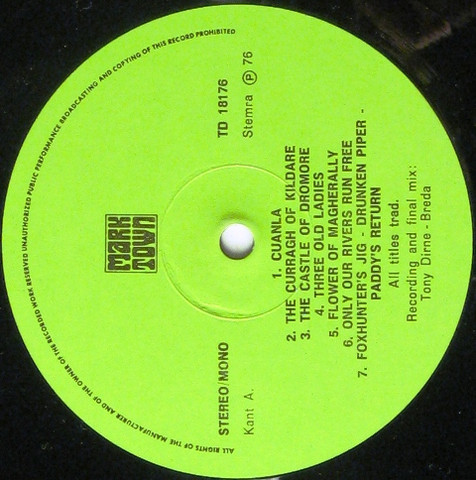 ALL RIGHTS OF THE MANUFACTURER AND OF THE OWNER OF THE RECORDED WORK RESERVED UNAUTHORIZED PUBLIC PERFORMANCE BROADCASTING AND COPYING OF THIS RECORD PROHIBITED
MARK
TOWN
STEREO/MONO
Kant A.
TD 18176
Stemra Ⓟ 76
1. CUANLA
2. THE CURRAGH OF KILDARE
3. THE CASTLE OF DROMORE
4. THREE OLD LADIES
5. FLOWER OF MAGHERALLY
6. ONLY OUR RIVERS RUN FREE
7. FOXHUNTER'S JIG - DRUNKEN PIPER -
PADDY'S RETURN
All titles trad.
Recording and final mix:
Tony Dirne - Breda